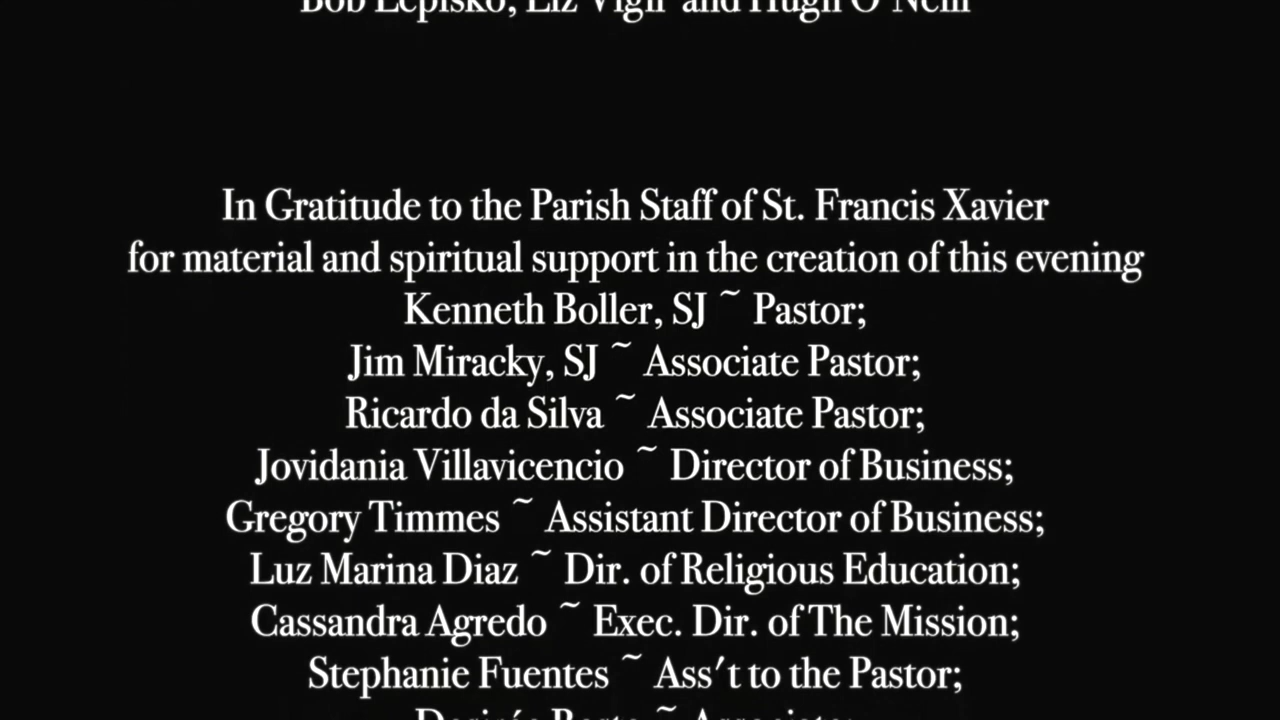 Bob Lepisko, Liz Vigil and Hugh O'Neill
In Gratitude to the Parish Staff of St. Francis Xavier
for material and spiritual support in the creation of this evening
Kenneth Boller, SJ ~ Pastor;
Jim Miracky, SJ ~ Associate Pastor;
Ricardo da Silva ~ Associate Pastor;
Jovidania Villavicencio ~ Director of Business;
Gregory Timmes ~ Assistant Director of Business;
Luz Marina Diaz ~ Dir. of Religious Education;
Cassandra Agredo ~ Exec. Dir. of The Mission;
Stephanie Fuentes ~ Ass't to the Pastor;